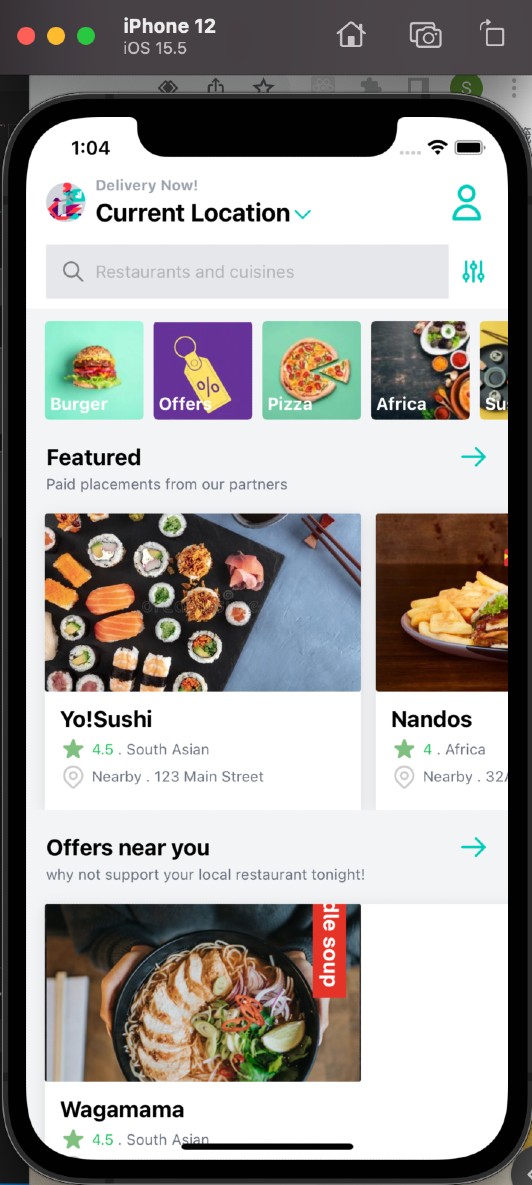 iPhone 12
iOS 15.5
S
1:04
Delivery Now!
Current Location
Restaurants and cuisines
Burger
Offers
%
Pizza
Africa
Su
Featured
Paid placements from our partners
Yo!Sushi
4.5 . South Asian
Nearby . 123 Main Street
Nandos
4 . Africa
Nearby . 32A
Offers near you
why not support your local restaurant tonight!
dle soup
Wagamama
4.5 . South Asian